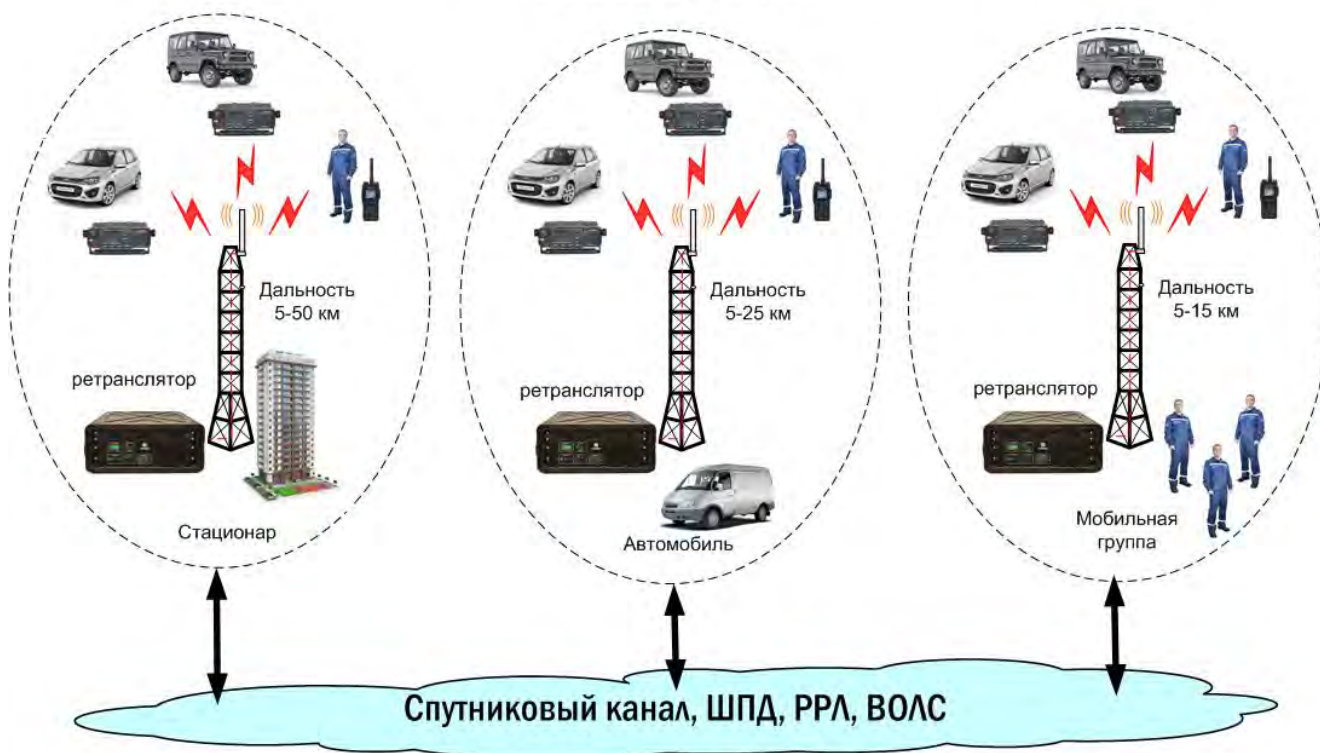 Дальность
5-50 км
ретранслятор
Стационар
Дальность
5-25 км
ретранслятор
Автомобиль
Дальность
5-15 км
ретранслятор
Мобильная
группа
Спутниковый канал, ШПД, РРЛ, ВОЛС